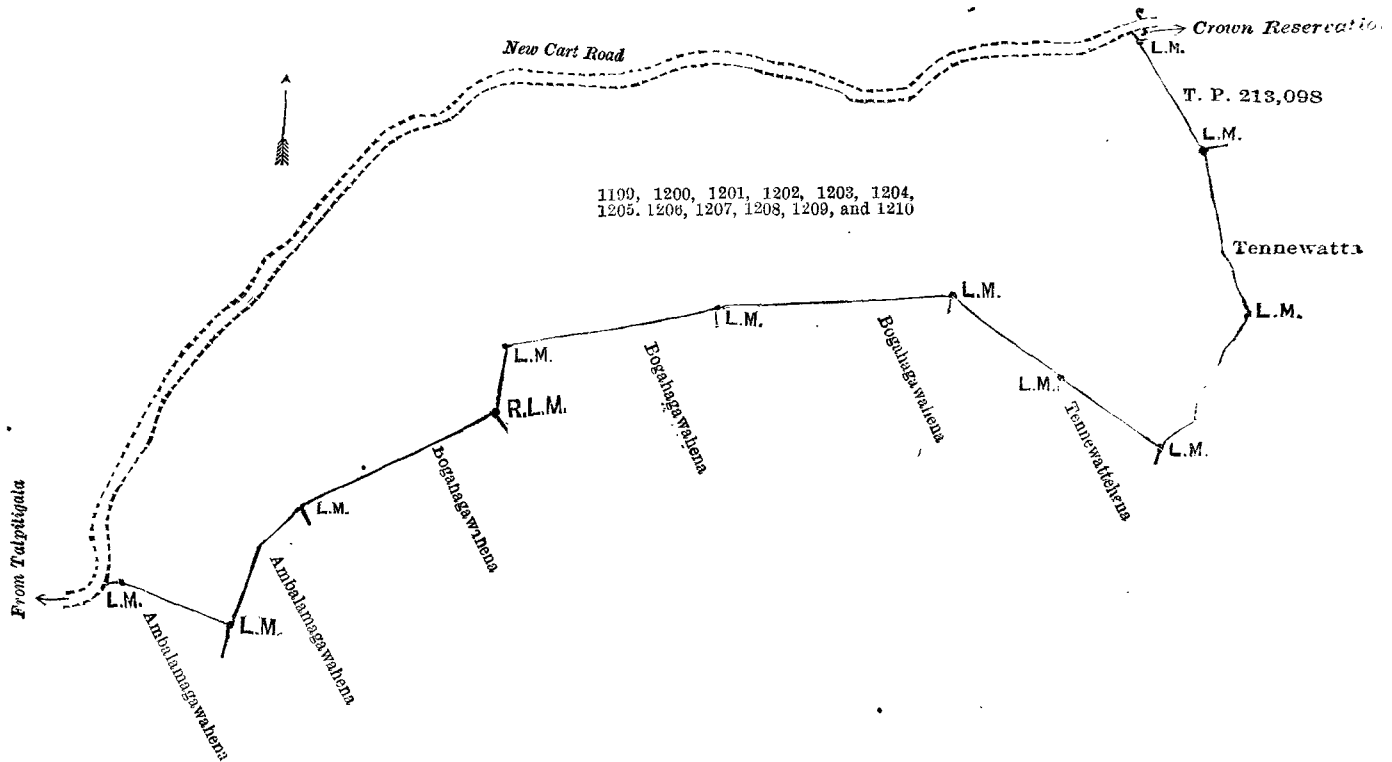 Crown Reservatio
New Cart Road
L.M.
T. P. 213,098
L.M.
1199, 1200, 1201, 1202, 1203, 1204,
1205. 1206, 1207, 1208, 1209, and 1210
Tennewatta
L.M.
L.M.
L.M.
Bogahagawahena
Bogahagawahena
L.M.
L.M.
Tennewattehena
R.L.M.
L.M.
Bogahagawahena
L.M.
From Talpitigala
Ambalamagawahena
L.M.
L.M.
Ambalamagawahena